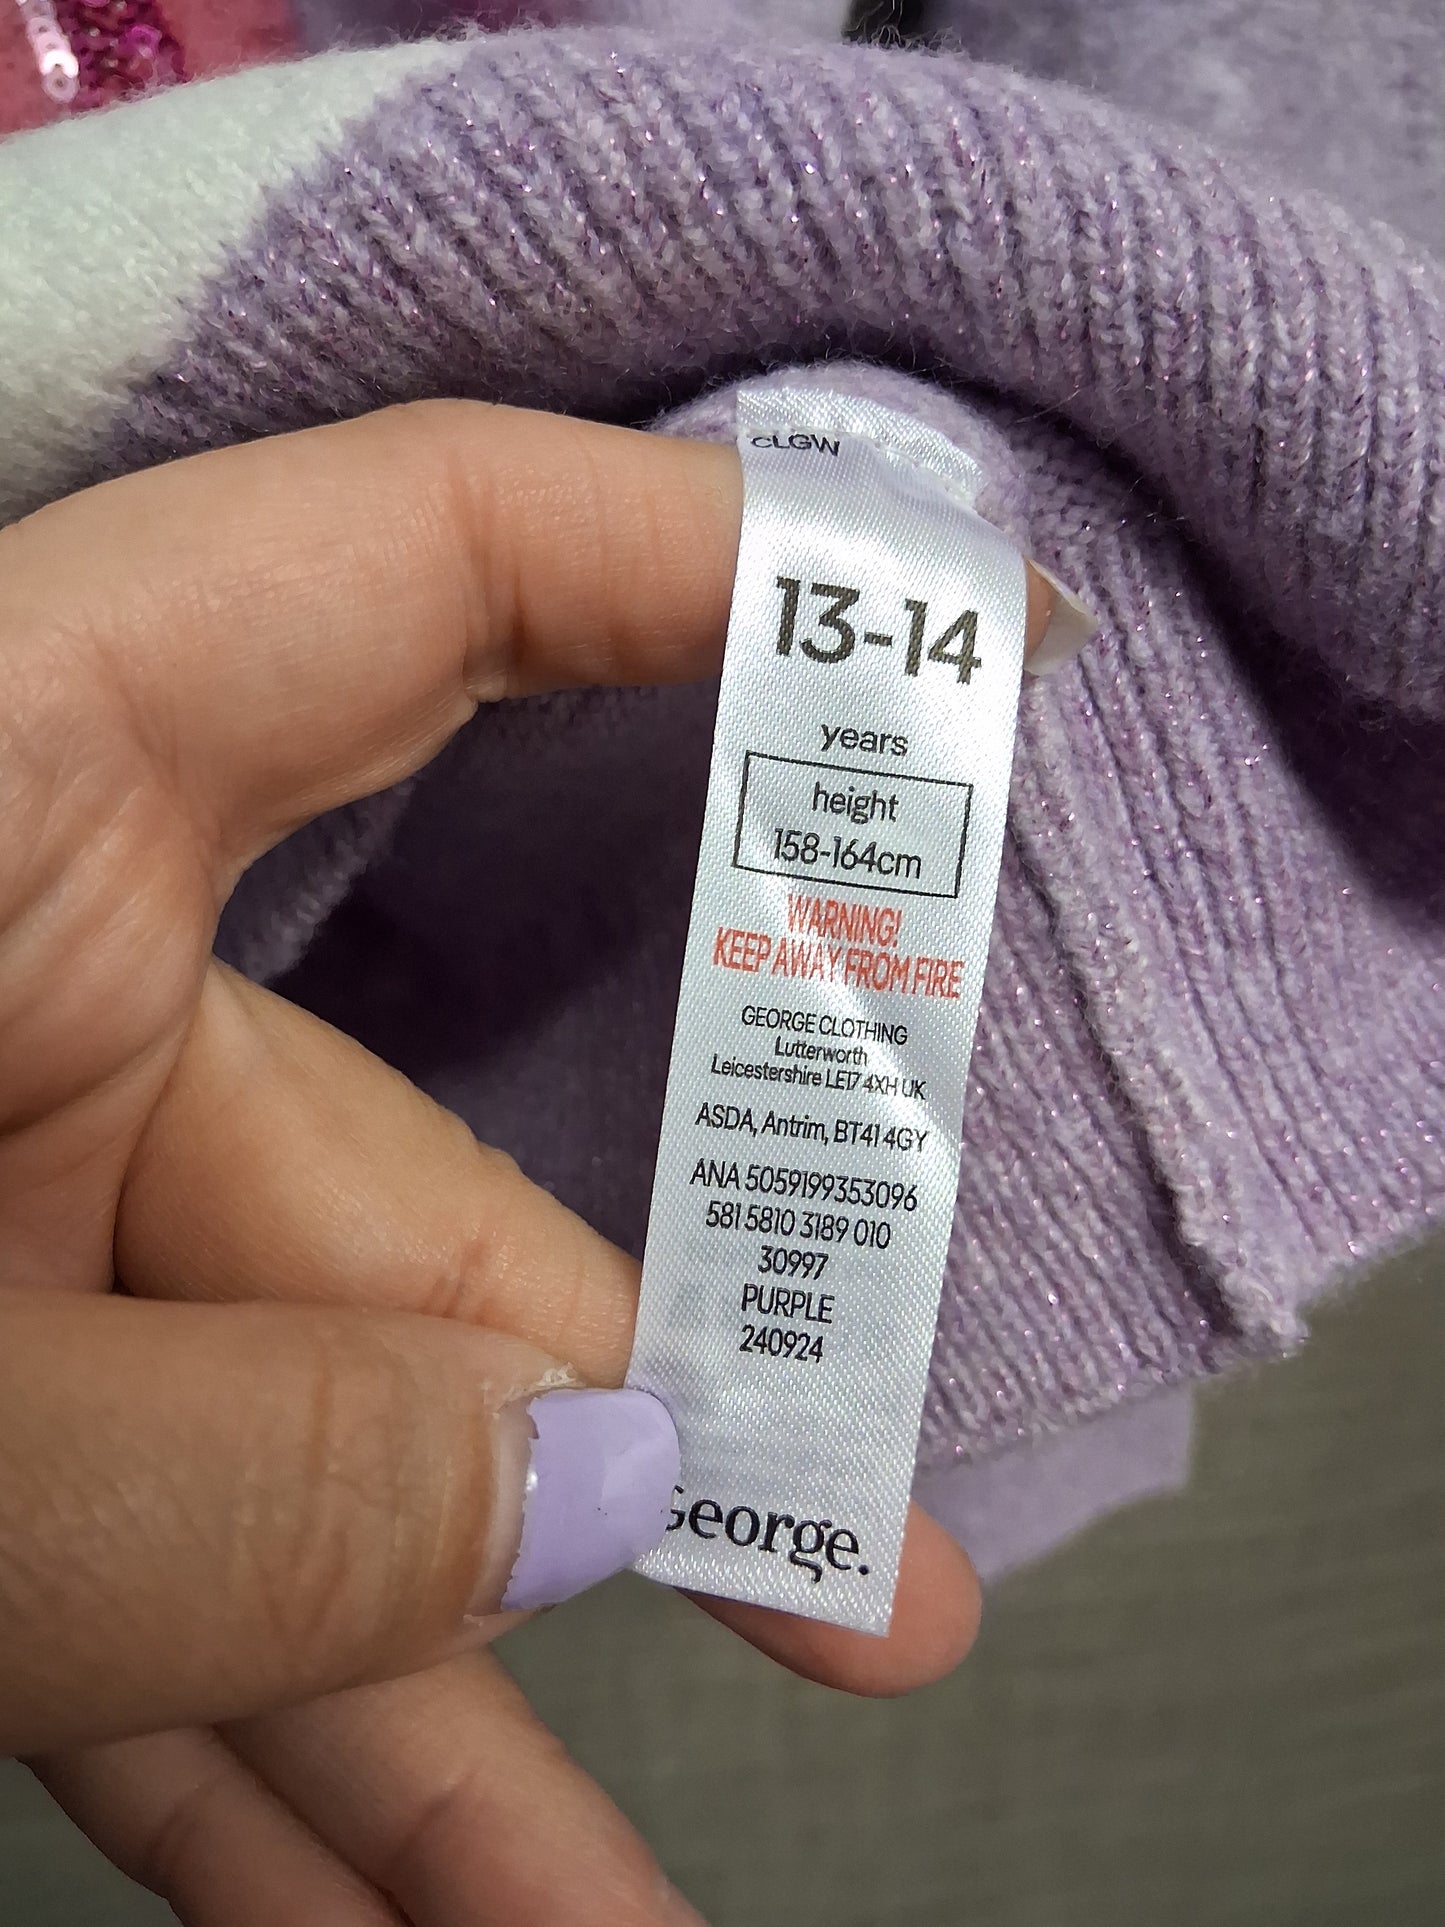 CLGW
13-14
years
height
158-164cm
WARNING!
KEEP AWAY FROM FIRE
GEORGE CLOTHING
Lutterworth
Leicestershire LE17 4XH UK
ASDA, Antrim, BT41 4GY
ANA 5059199353096
581 5810 3189 010
30997
PURPLE
240924
George.